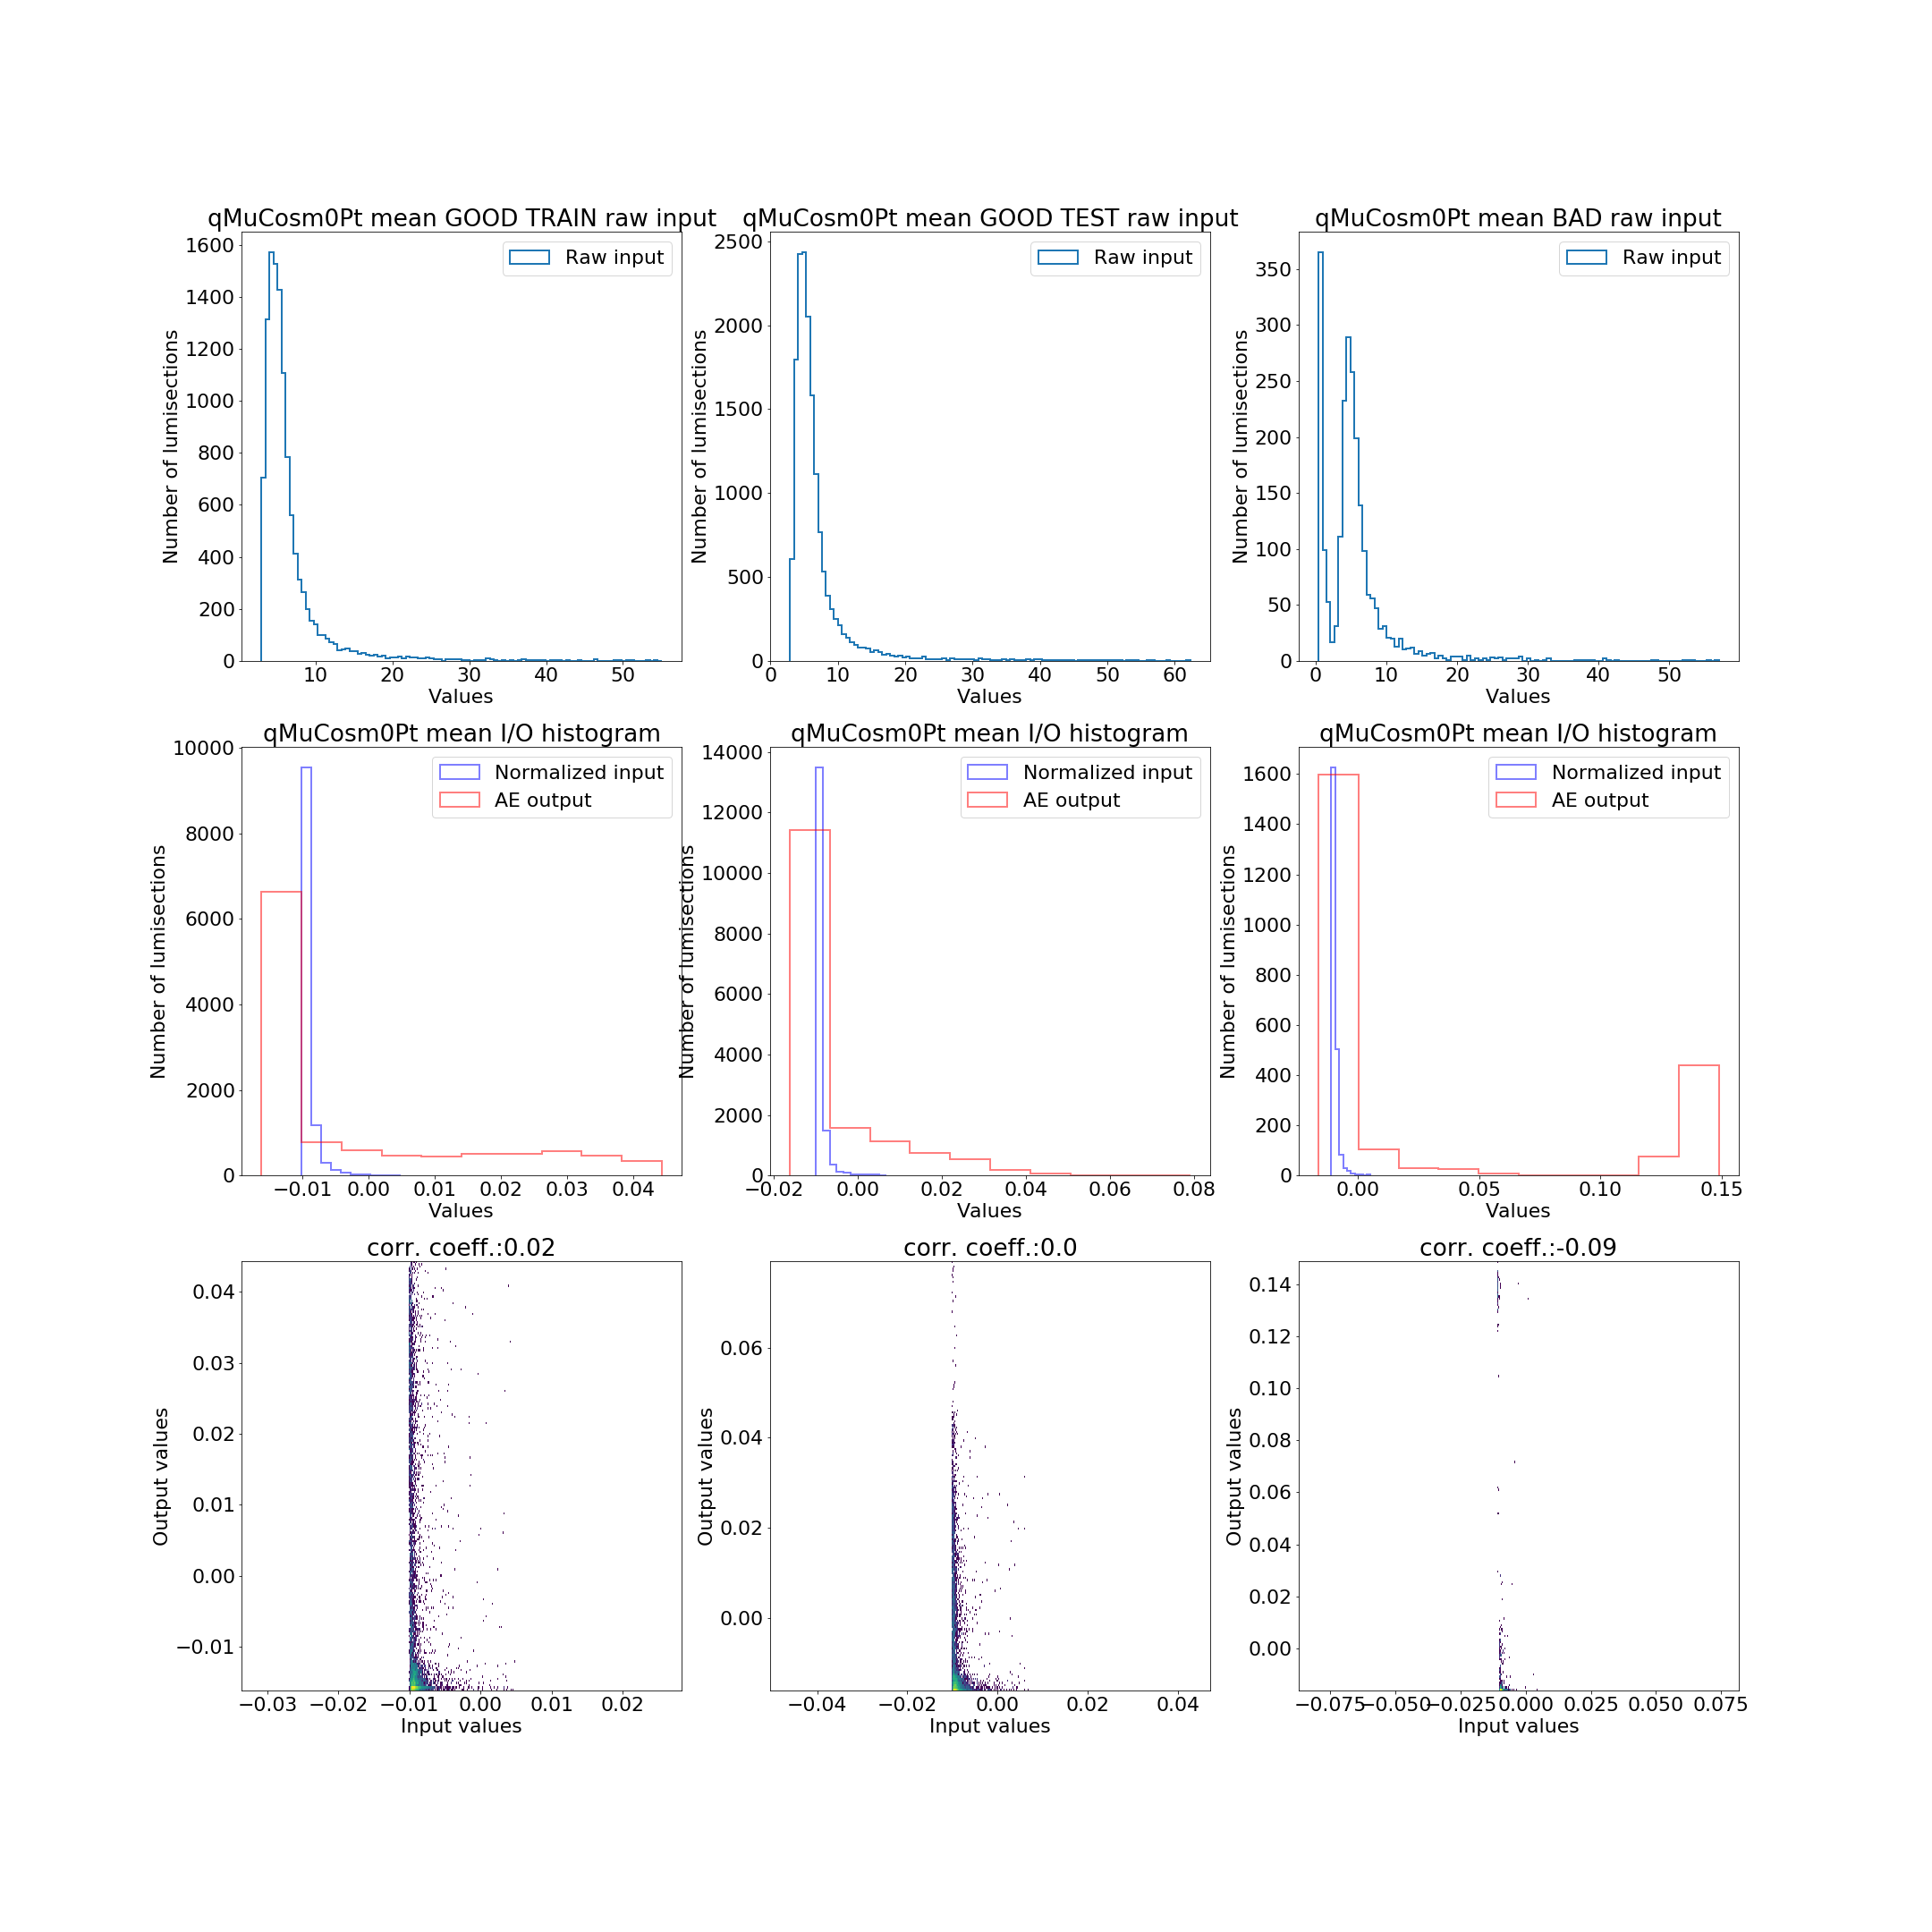 qMuCosm0Pt mean GOOD TRAIN raw input
Number of lumisections
1600
1400
1200
1000
800
600
400
200
0
Raw input
10 20 30 40 50
Values
qMuCosm0Pt mean GOOD TEST raw input
Number of lumisections
2500
2000
1500
1000
500
0
Raw input
0 10 20 30 40 50 60
Values
qMuCosm0Pt mean BAD raw input
Number of lumisections
350
300
250
200
150
100
50
0
Raw input
0 10 20 30 40 50
Values
qMuCosm0Pt mean I/O histogram
Number of lumisections
10000
8000
6000
4000
2000
0
Normalized input
AE output
−0.01 0.00 0.01 0.02 0.03 0.04
Values
qMuCosm0Pt mean I/O histogram
Number of lumisections
14000
12000
10000
8000
6000
4000
2000
0
Normalized input
AE output
−0.02 0.00 0.02 0.04 0.06 0.08
Values
qMuCosm0Pt mean I/O histogram
Number of lumisections
1600
1400
1200
1000
800
600
400
200
0
Normalized input
AE output
0.00 0.05 0.10 0.15
Values
corr. coeff.:0.02
Output values
0.04
0.03
0.02
0.01
0.00
−0.01
−0.03 −0.02 −0.01 0.00 0.01 0.02
Input values
corr. coeff.:0.0
Output values
0.06
0.04
0.02
0.00
−0.04 −0.02 0.00 0.02 0.04
Input values
corr. coeff.:-0.09
Output values
0.14
0.12
0.10
0.08
0.06
0.04
0.02
0.00
−0.075 −0.050 −0.025 0.000 0.025 0.050 0.075
Input values